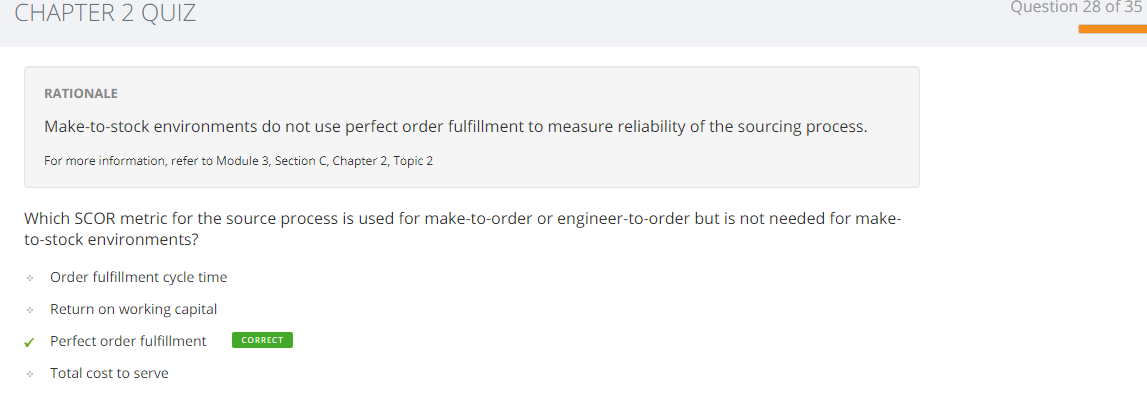 CHAPTER 2 QUIZ
Question 28 of 35
RATIONALE
Make-to-stock environments do not use perfect order fulfillment to measure reliability of the sourcing process.
For more information, refer to Module 3, Section C, Chapter 2, Topic 2
Which SCOR metric for the source process is used for make-to-order or engineer-to-order but is not needed for make-
to-stock environments?
Order fulfillment cycle time
Return on working capital
Perfect order fulfillment CORRECT
Total cost to serve